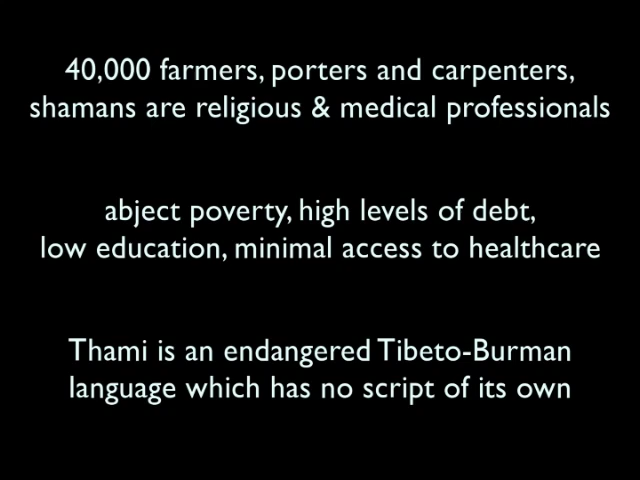 40,000 farmers, porters and carpenters,
shamans are religious & medical professionals
abject poverty, high levels of debt,
low education, minimal access to healthcare
Thami is an endangered Tibeto-Burman
language which has no script of its own